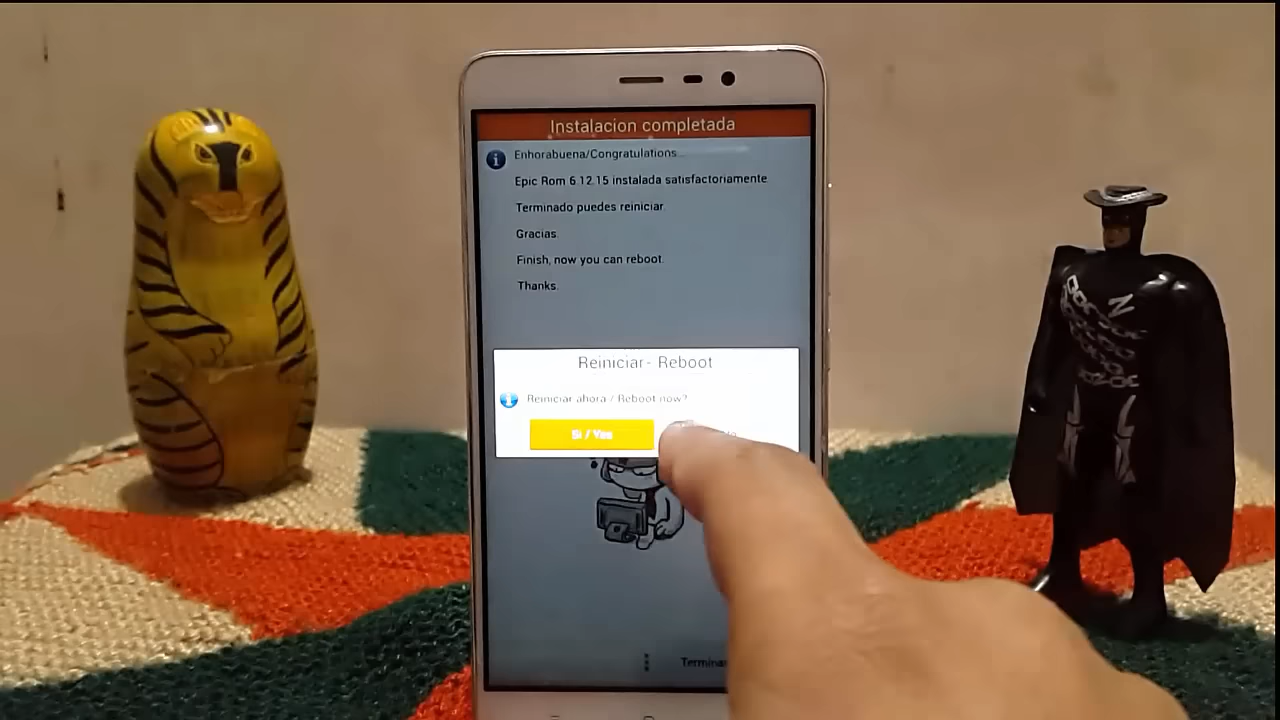 Instalacion completada
Enhorabuena/Congratulations...
Epic Rom 6.12.15 instalada satisfactoriamente
Terminado puedes reiniciar.
Gracias.
Finish, now you can reboot.
Thanks.
Reiniciar- Reboot
Reiniciar ahora / Reboot now?
Si / Yes
Z